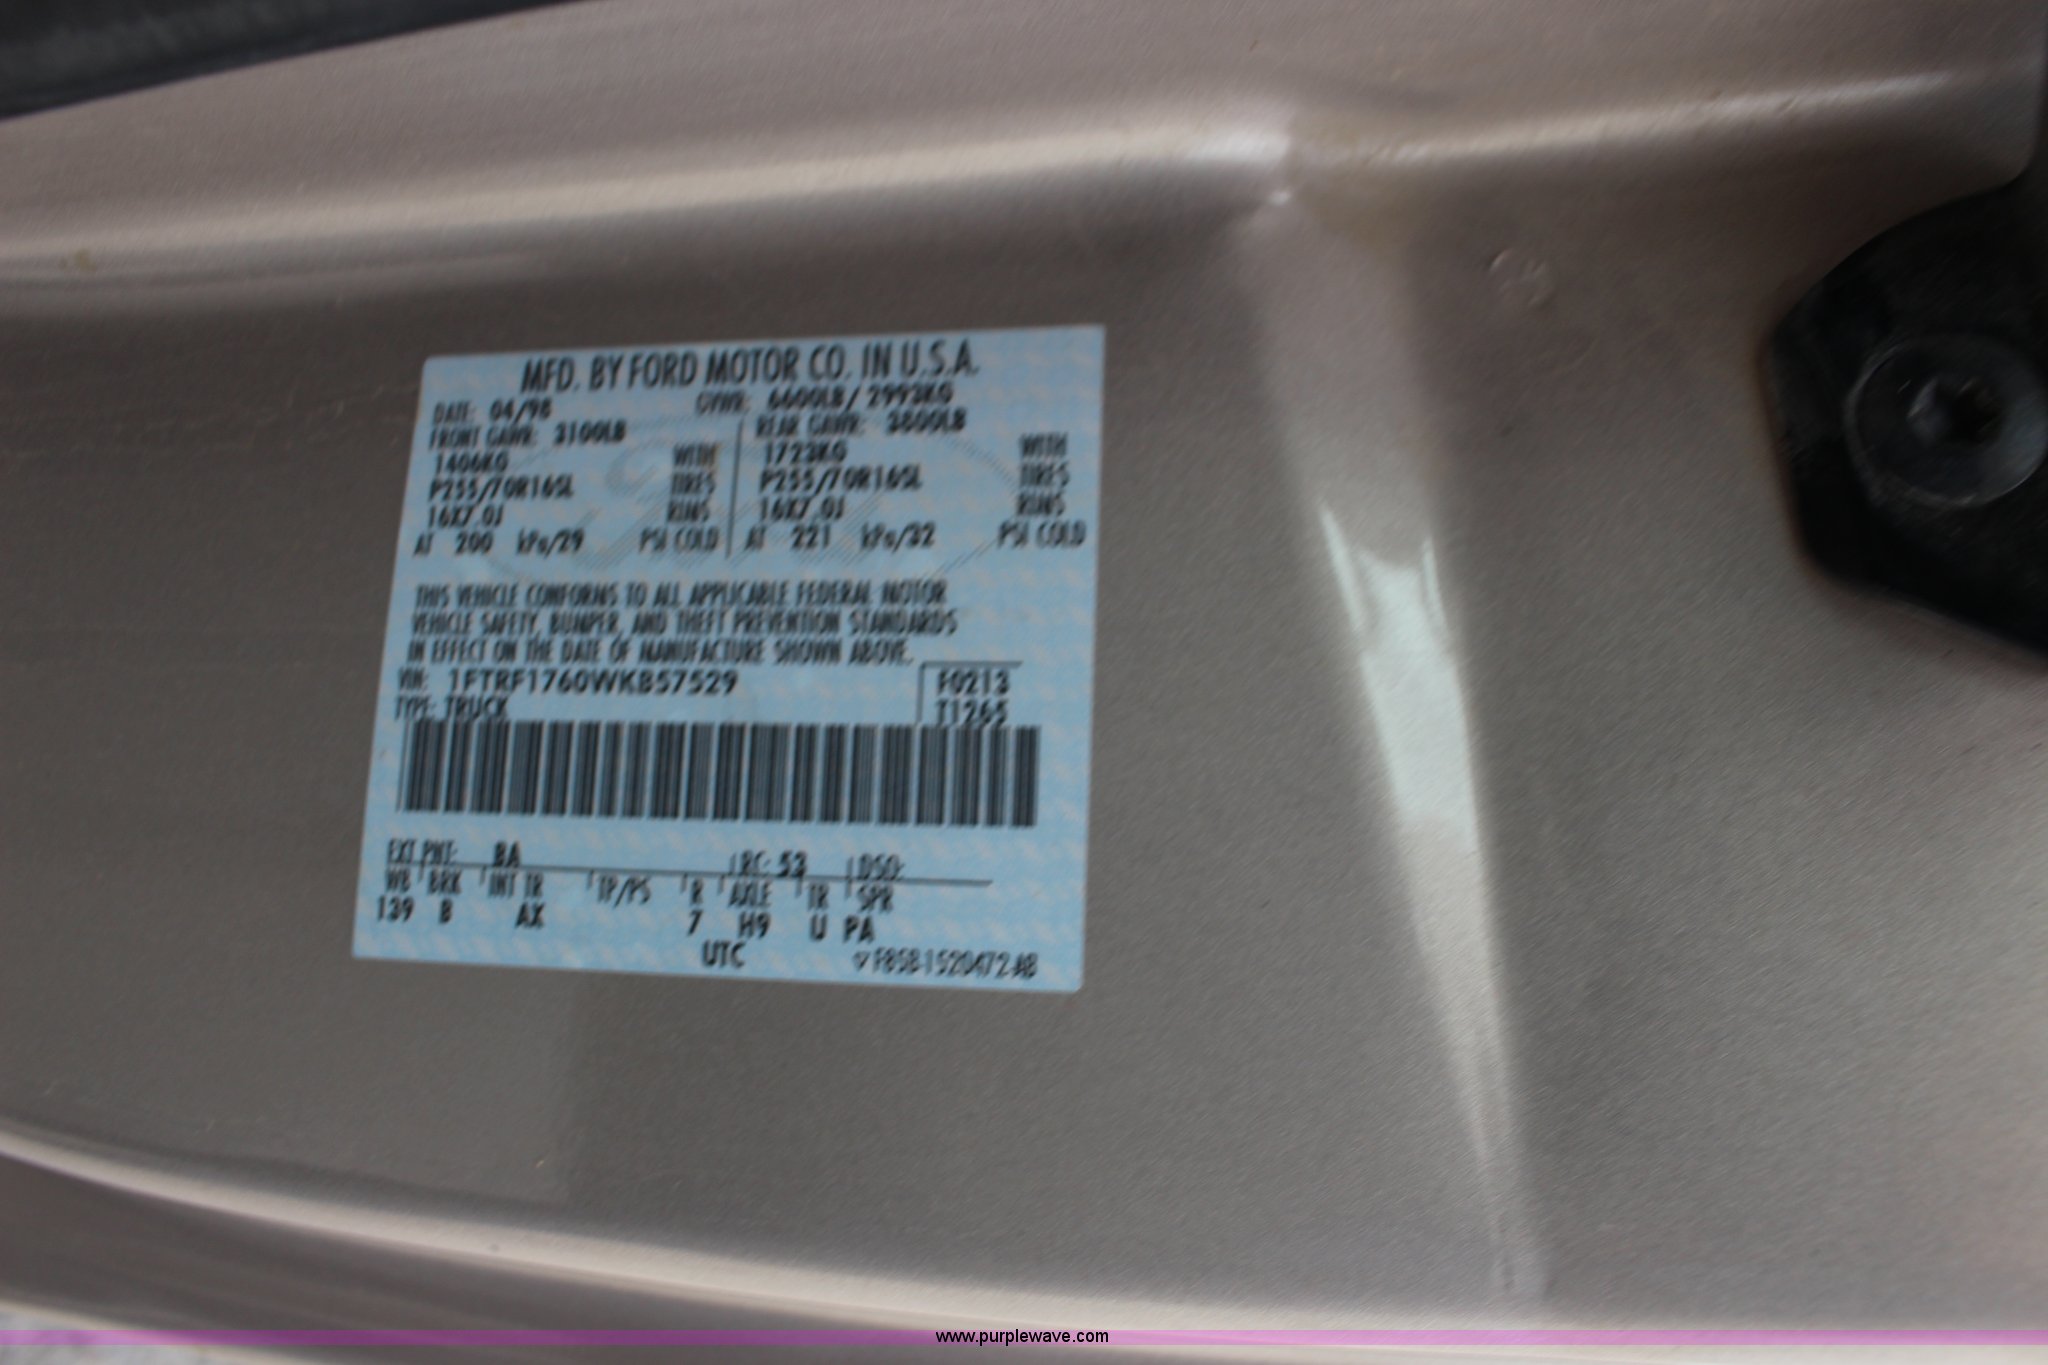 MFD. BY FORD MOTOR CO. IN U.S.A.
DATE: 04/98 GVWR: 6600LB/ 2993KG
FRONT GAWR: 3100LB REAR GAWR: 3800LB
1406KG WITH 1723KG WITH
P255/70R16SL TIRES P255/70R16SL TIRES
16X7.0J RIMS 16X7.0J RIMS
AT 200 kPa/29 PSI COLD AT 221 kPa/32 PSI COLD
THIS VEHICLE CONFORMS TO ALL APPLICABLE FEDERAL MOTOR
VEHICLE SAFETY, BUMPER, AND THEFT PREVENTION STANDARDS
IN EFFECT ON THE DATE OF MANUFACTURE SHOWN ABOVE.
VIN: 1FTRF1760WKB57529 F0213
TYPE: TRUCK T1265
EXT PNT: BA RC: 53 DSO:
WB BRK INT TR TP/PS R AXLE TR SPR
139 B AX 7 H9 U PA
UTC F85B-1520472-AB
www.purplewave.com